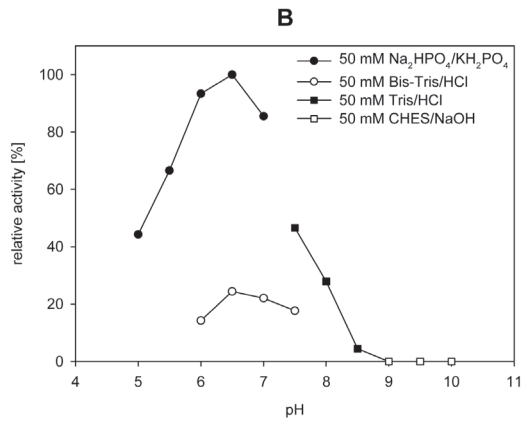 B
50 mM Na₂HPO₄/KH₂PO₄
50 mM Bis-Tris/HCl
50 mM Tris/HCl
50 mM CHES/NaOH
relative activity [%]
100
80
60
40
20
0
4 5 6 7 8 9 10 11
pH